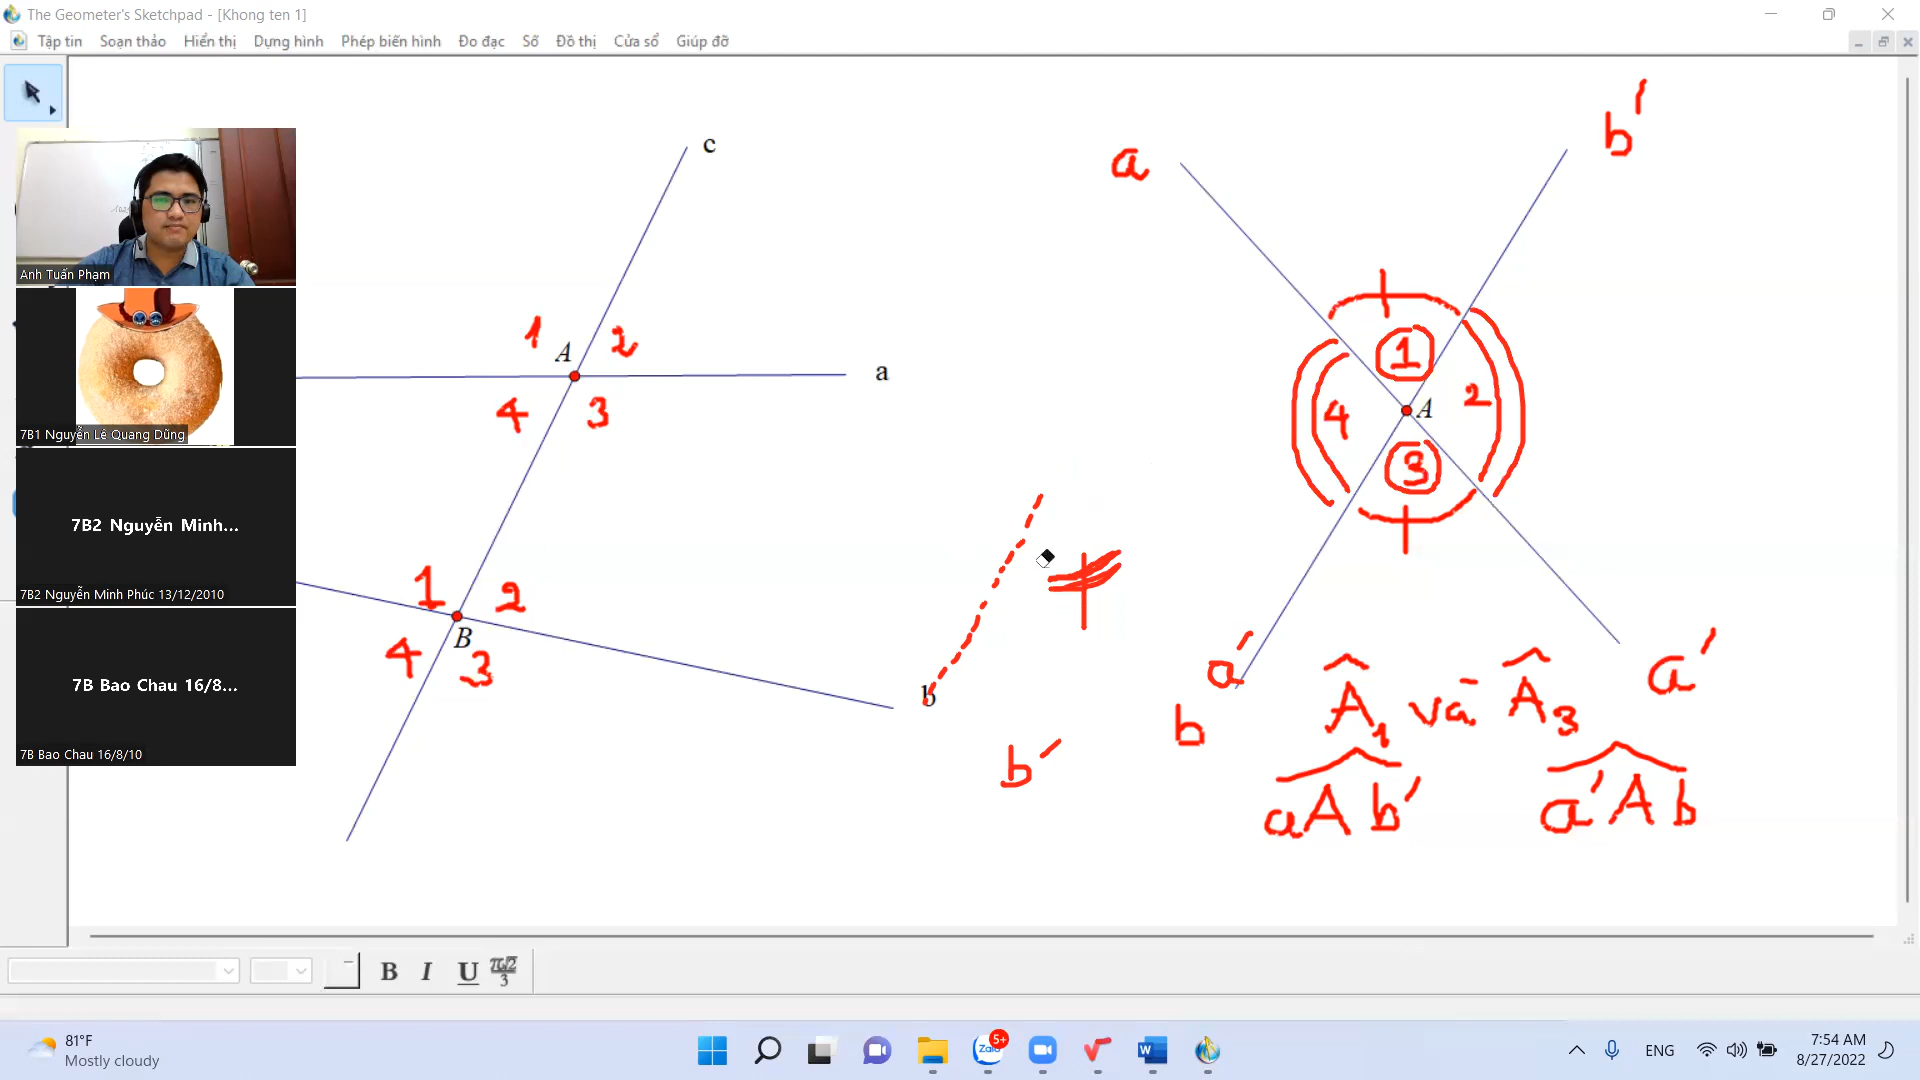 The Geometer's Sketchpad - [Khong ten 1]
Tập tin Soạn thảo Hiển thị Dựng hình Phép biến hình Đo đạc Số Đồ thị Cửa sổ Giúp đỡ
Anh Tuấn Phạm
7B1 Nguyễn Lê Quang Dũng
7B2 Nguyễn Minh...
7B2 Nguyễn Minh Phúc 13/12/2010
7B Bao Chau 16/8...
7B Bao Chau 16/8/10
c
1 A 2
a
4 3
1 2
B
4 3
b
b'
a b'
1
4 A 2
3
a' a'
b
Â1 và Â3
aAb' a'Ab
B I U π√2/3
81°F
Mostly cloudy
Zalo 5+
W
ENG
7:54 AM
8/27/2022